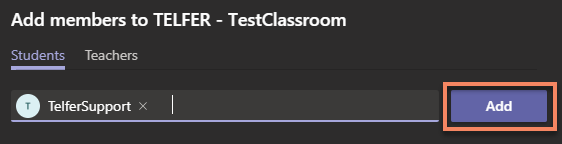 Add members to TELFER - TestClassroom
Students Teachers
T TelferSupport × Add